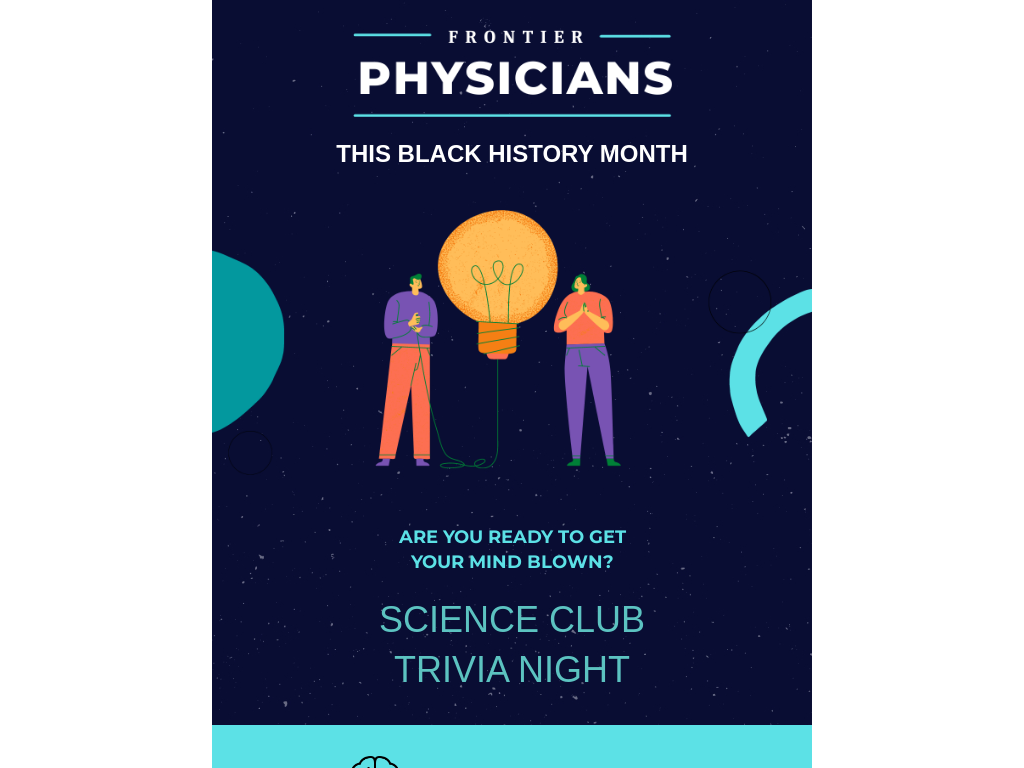 FRONTIER
PHYSICIANS
THIS BLACK HISTORY MONTH
ARE YOU READY TO GET
YOUR MIND BLOWN?
SCIENCE CLUB
TRIVIA NIGHT